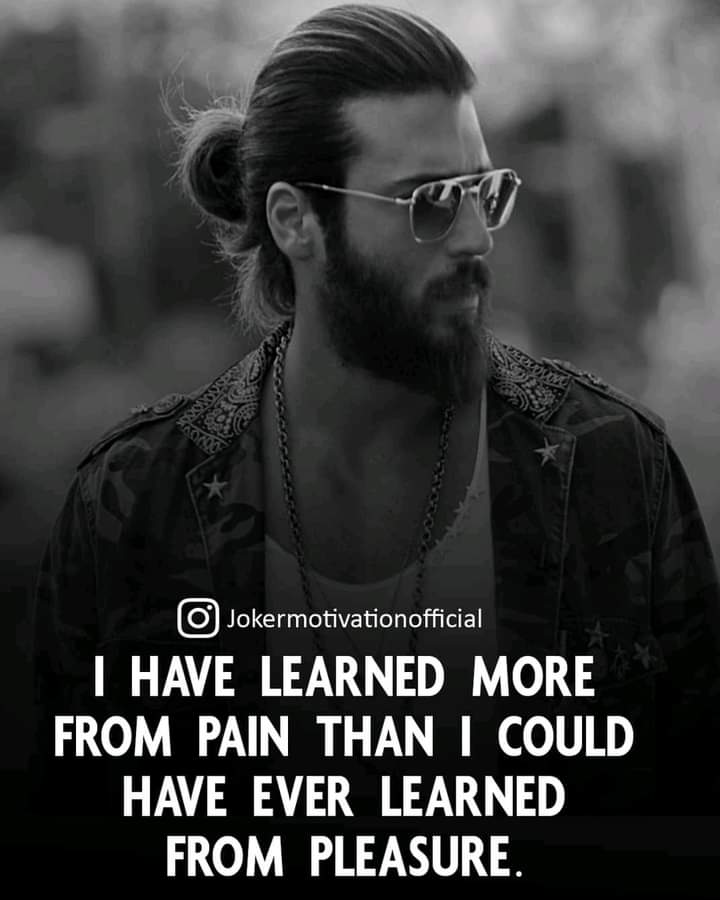 Jokermotivationofficial
I HAVE LEARNED MORE
FROM PAIN THAN I COULD
HAVE EVER LEARNED
FROM PLEASURE.